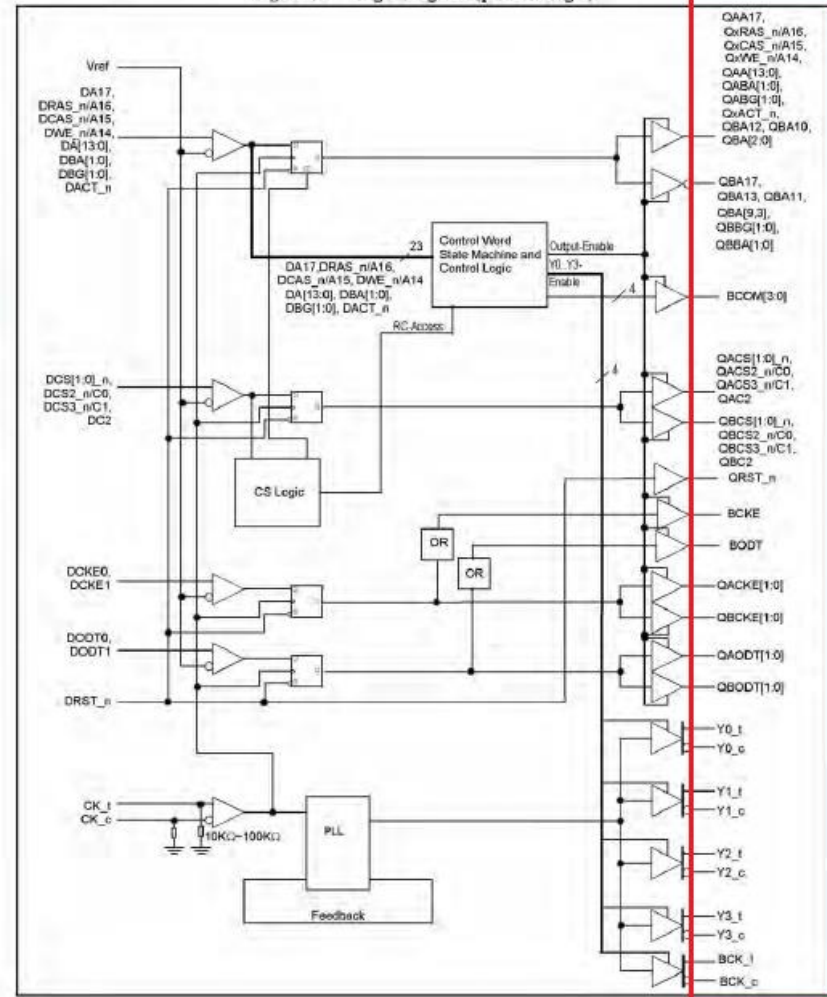 QAA17,
QxRAS_n/A16,
QxCAS_n/A15,
QxWE_n/A14,
QAA[13:0],
QABA[1:0],
QABG[1:0],
QxACT_n,
QBA12, QBA10,
QBA[2:0]
Vref
DA17,
DRAS_n/A16,
DCAS_n/A15,
DWE_n/A14,
DA[13:0],
DBA[1:0],
DBG[1:0],
DACT_n
QBA17,
QBA13, QBA11,
QBA[9,3],
QBBG[1:0],
QBBA[1:0]
23
DA17,DRAS_n/A16,
DCAS_n/A15, DWE_n/A14
DA[13:0], DBA[1:0],
DBG[1:0], DACT_n
Control Word
State Machine and
Control Logic
Output-Enable
Y0..Y3-
Enable
4
BCOM[3:0]
RC Access
4
DCS[1:0]_n,
DCS2_n/C0,
DCS3_n/C1,
DC2
QACS[1:0]_n,
QACS2_n/C0,
QACS3_n/C1,
QAC2
QBCS[1:0]_n,
QBCS2_n/C0,
QBCS3_n/C1,
QBC2
CS Logic
QRST_n
BCKE
BODT
OR
OR
DCKE0,
DCKE1
QACKE[1:0]
QBCKE[1:0]
DODT0,
DODT1
QAODT[1:0]
QBODT[1:0]
DRST_n
Y0_t
Y0_c
CK_t
CK_c
10KΩ~100KΩ
PLL
Feedback
Y1_t
Y1_c
Y2_t
Y2_c
Y3_t
Y3_c
BCK_t
BCK_c